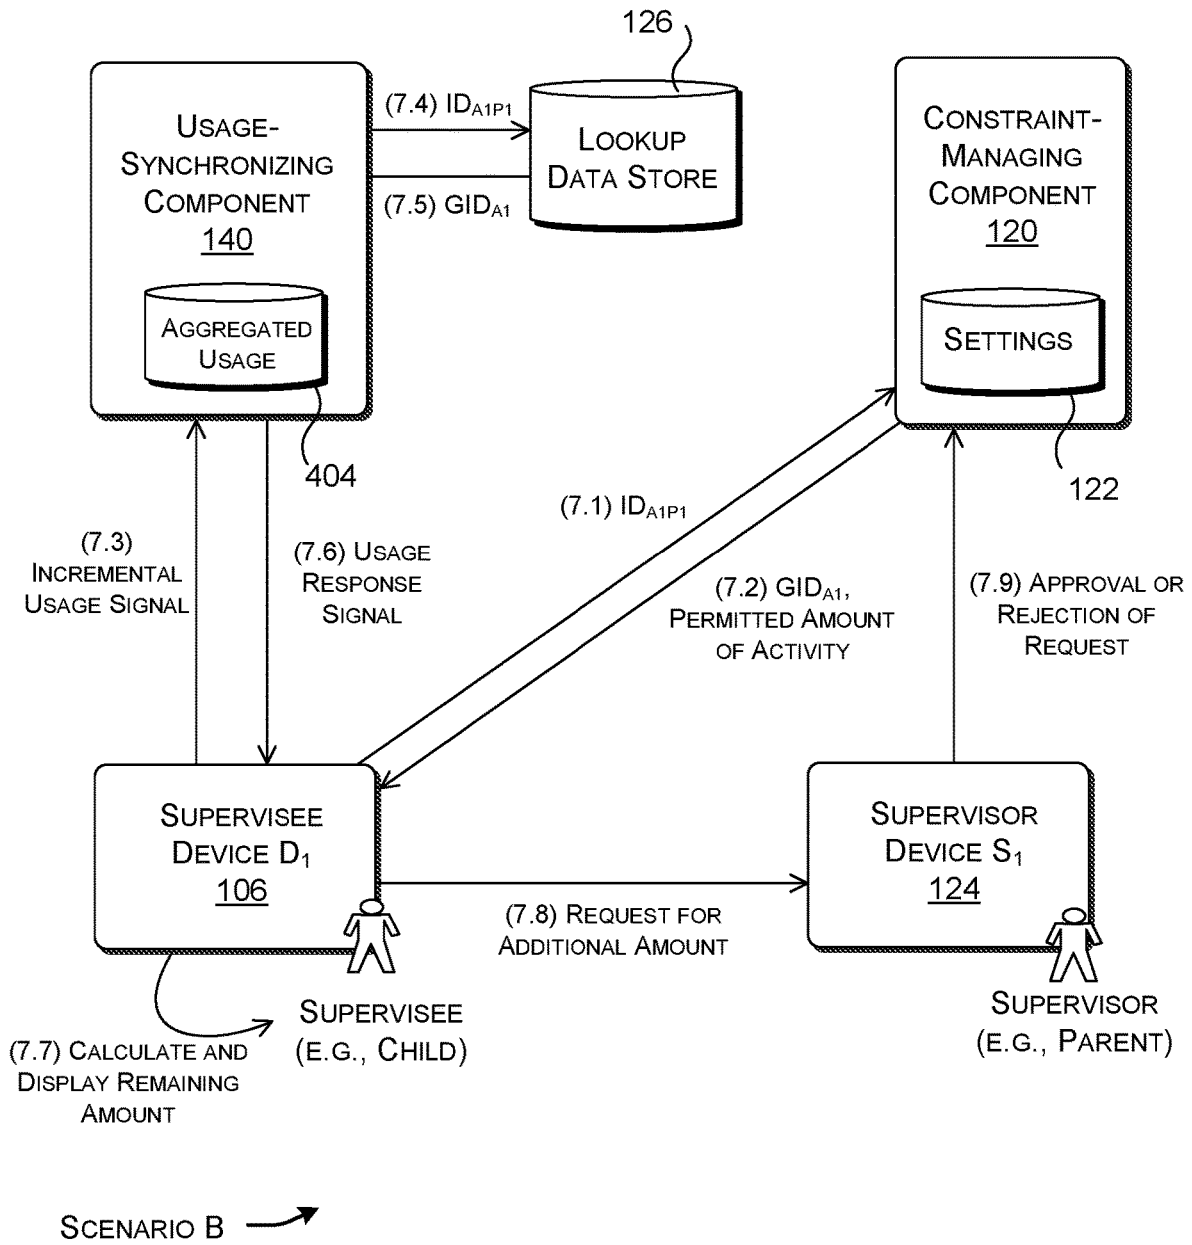 126
USAGE-
SYNCHRONIZING
COMPONENT
140
AGGREGATED
USAGE
404
(7.4) IDA1P1
(7.5) GIDA1
LOOKUP
DATA STORE
CONSTRAINT-
MANAGING
COMPONENT
120
SETTINGS
122
(7.3)
INCREMENTAL
USAGE SIGNAL
(7.6) USAGE
RESPONSE
SIGNAL
(7.1) IDA1P1
(7.2) GIDA1,
PERMITTED AMOUNT
OF ACTIVITY
(7.9) APPROVAL OR
REJECTION OF
REQUEST
SUPERVISEE
DEVICE D1
106
(7.8) REQUEST FOR
ADDITIONAL AMOUNT
SUPERVISOR
DEVICE S1
124
SUPERVISEE
(E.G., CHILD)
SUPERVISOR
(E.G., PARENT)
(7.7) CALCULATE AND
DISPLAY REMAINING
AMOUNT
SCENARIO B